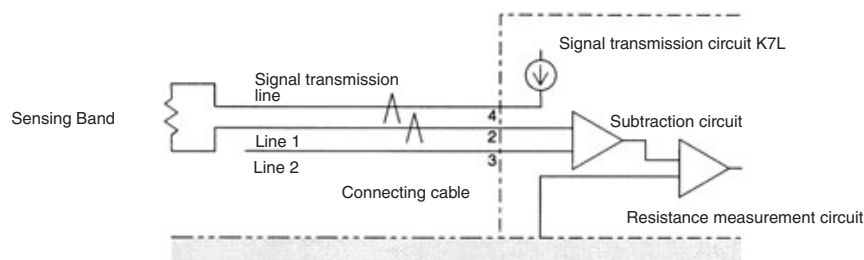 Signal transmission circuit K7L
Signal transmission
line
Sensing Band
4
Subtraction circuit
2
Line 1
3
Line 2
Connecting cable
Resistance measurement circuit